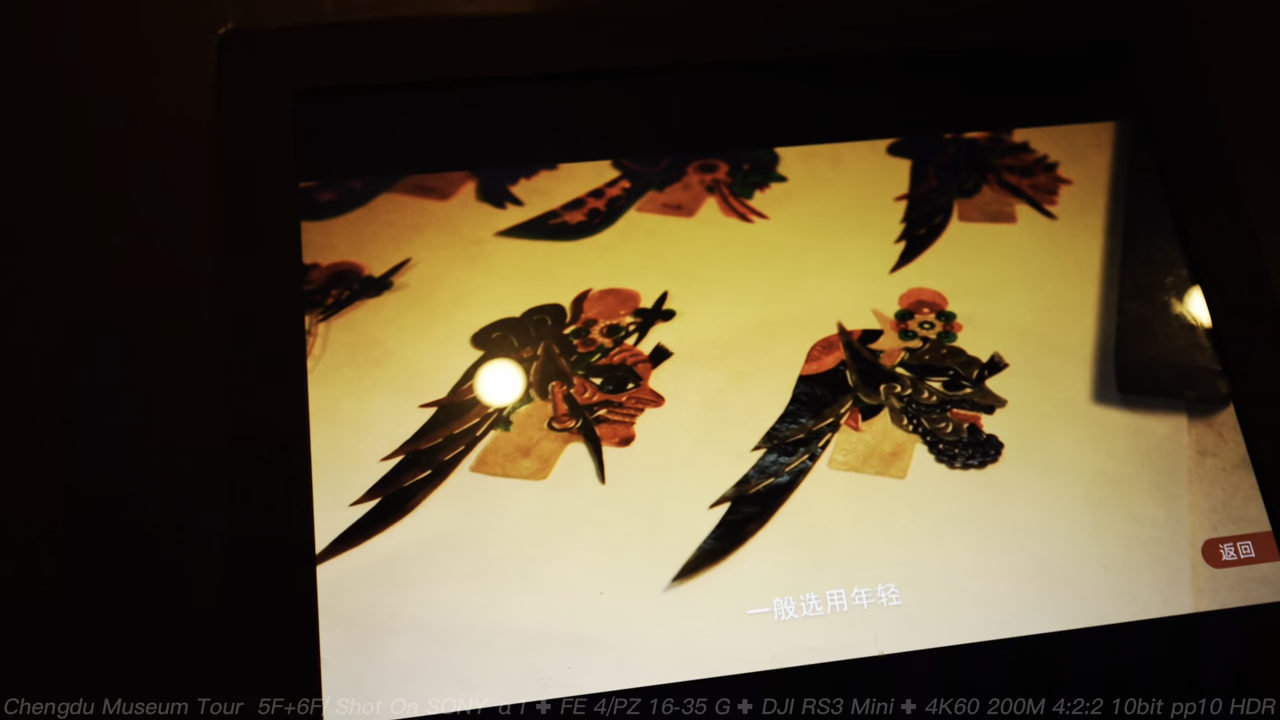 返回
一般选用年轻
Chengdu Museum Tour 5F+6F/ Shot On SONY α I ✚ FE 4/PZ 16-35 G ✚ DJI RS3 Mini ✚ 4K60 200M 4:2:2 10bit pp10 HDR